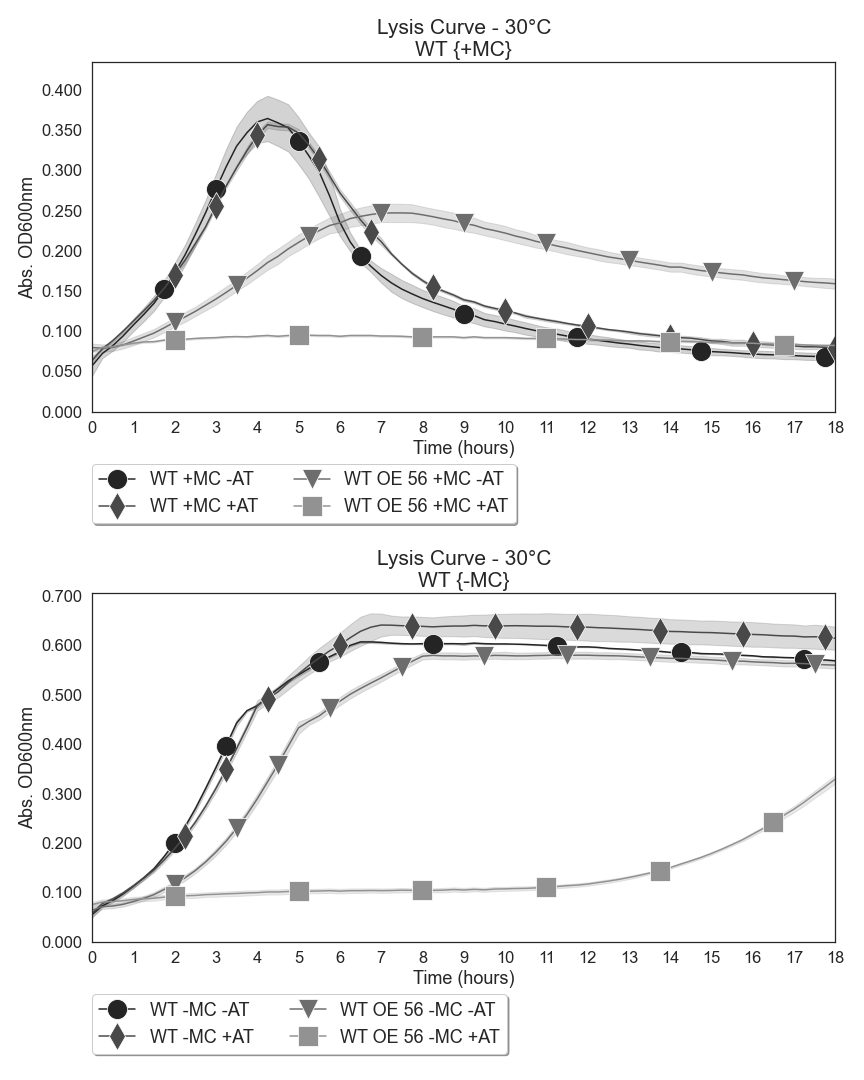 Lysis Curve - 30°C
WT {+MC}
Abs. OD600nm
0.400
0.350
0.300
0.250
0.200
0.150
0.100
0.050
0.000
0 1 2 3 4 5 6 7 8 9 10 11 12 13 14 15 16 17 18
Time (hours)
WT +MC -AT WT OE 56 +MC -AT
WT +MC +AT WT OE 56 +MC +AT
Lysis Curve - 30°C
WT {-MC}
Abs. OD600nm
0.700
0.600
0.500
0.400
0.300
0.200
0.100
0.000
0 1 2 3 4 5 6 7 8 9 10 11 12 13 14 15 16 17 18
Time (hours)
WT -MC -AT WT OE 56 -MC -AT
WT -MC +AT WT OE 56 -MC +AT